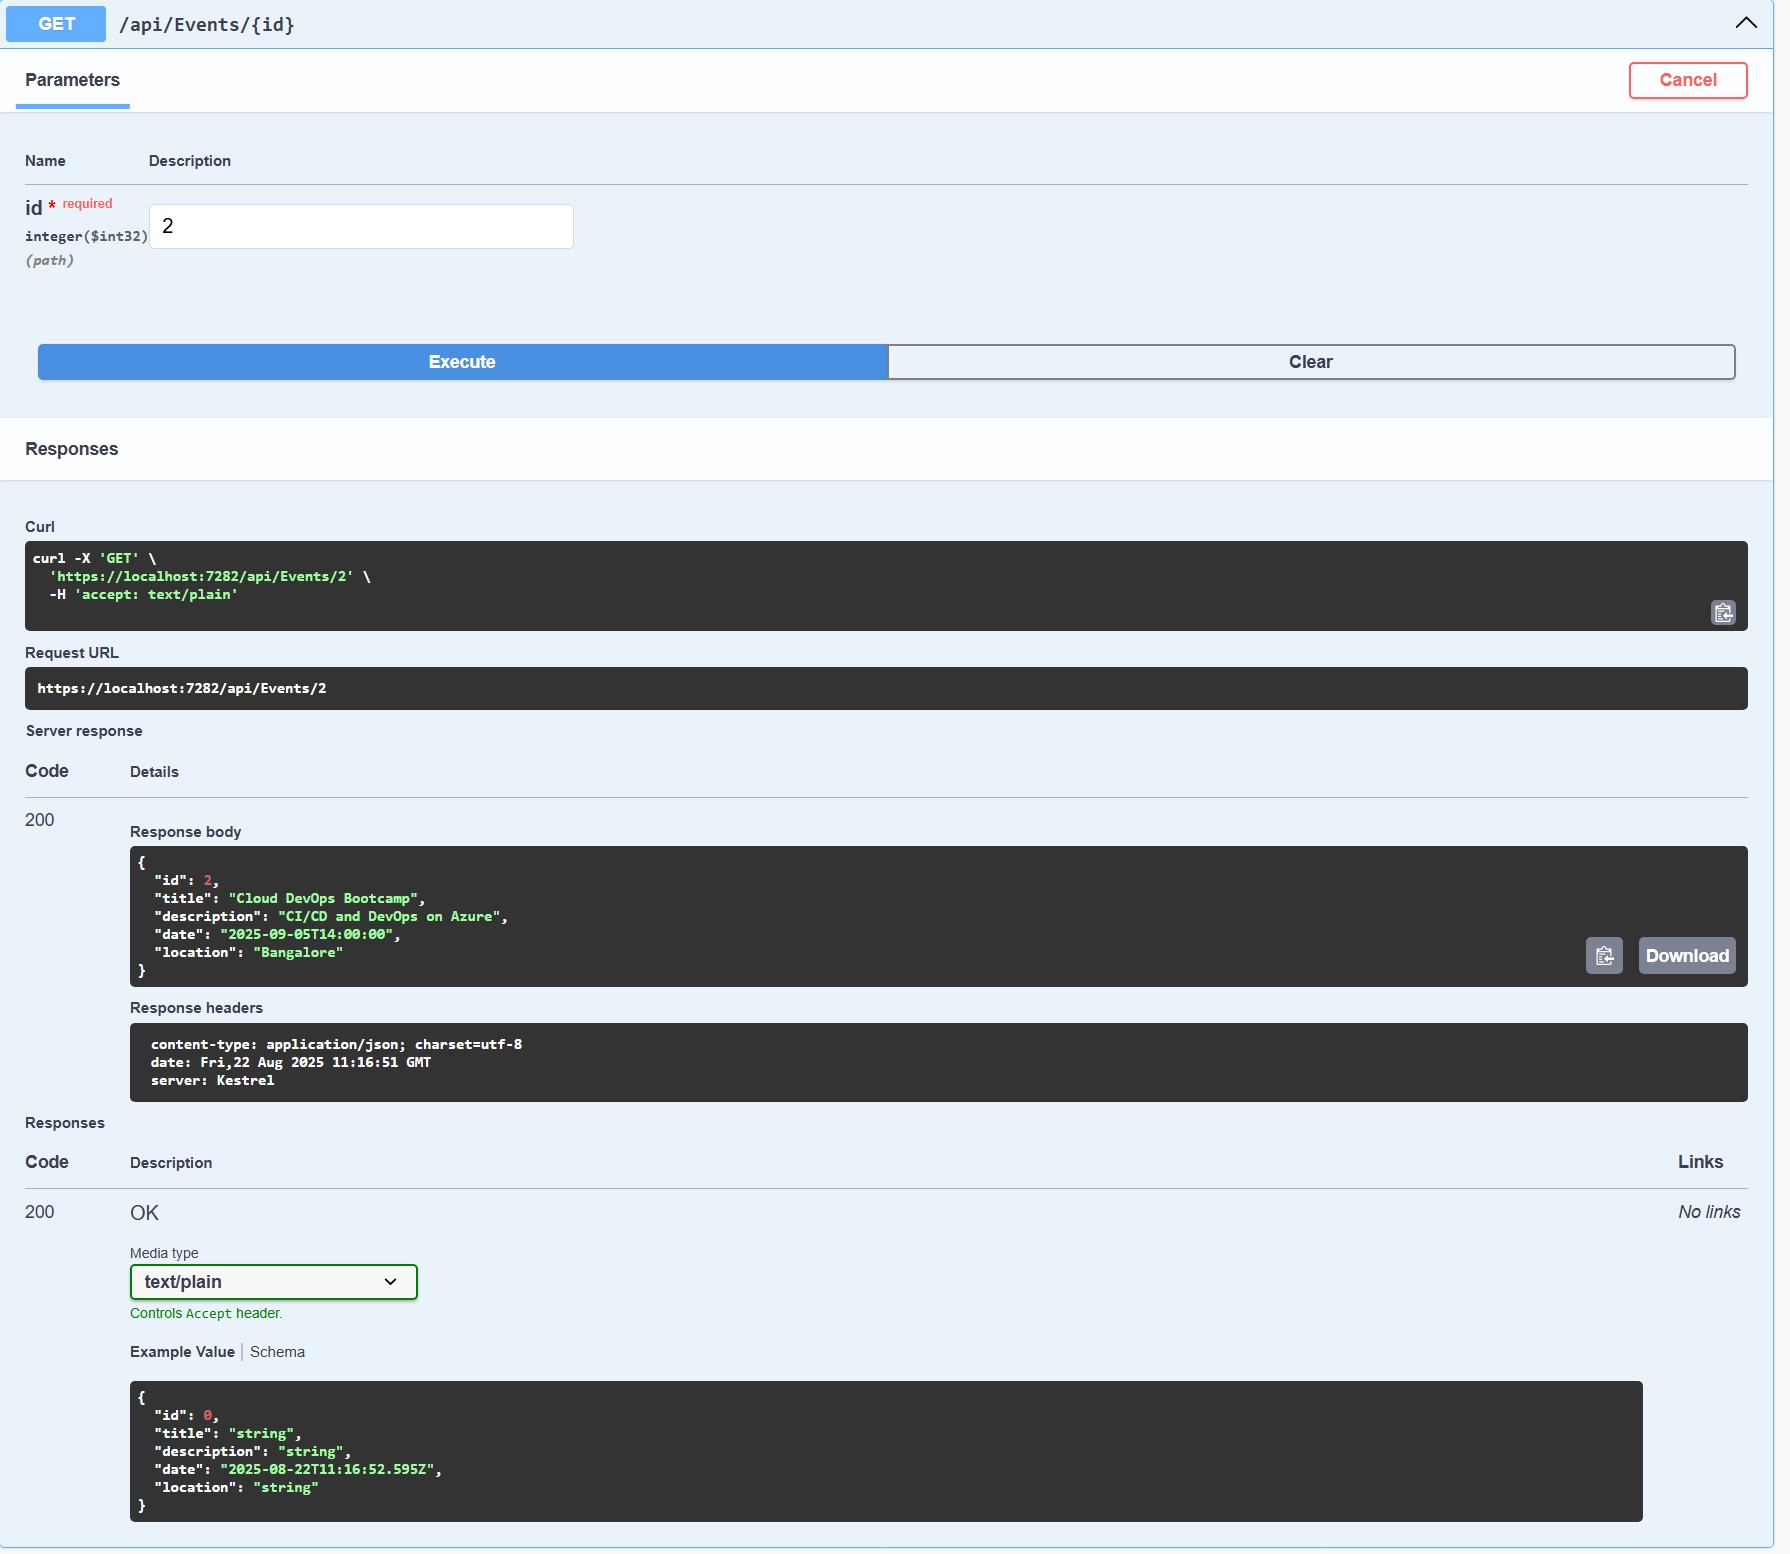 GET /api/Events/{id}
Parameters
Cancel
Name Description
id * required
integer($int32)
(path)
2
Execute Clear
Responses
Curl
curl -X 'GET' \
  'https://localhost:7282/api/Events/2' \
  -H 'accept: text/plain'
Request URL
https://localhost:7282/api/Events/2
Server response
Code Details
200
Response body
{
  "id": 2,
  "title": "Cloud DevOps Bootcamp",
  "description": "CI/CD and DevOps on Azure",
  "date": "2025-09-05T14:00:00",
  "location": "Bangalore"
}
Download
Response headers
content-type: application/json; charset=utf-8
date: Fri,22 Aug 2025 11:16:51 GMT
server: Kestrel
Responses
Code Description Links
200 OK No links
Media type
text/plain
Controls Accept header.
Example Value Schema
{
  "id": 0,
  "title": "string",
  "description": "string",
  "date": "2025-08-22T11:16:52.595Z",
  "location": "string"
}